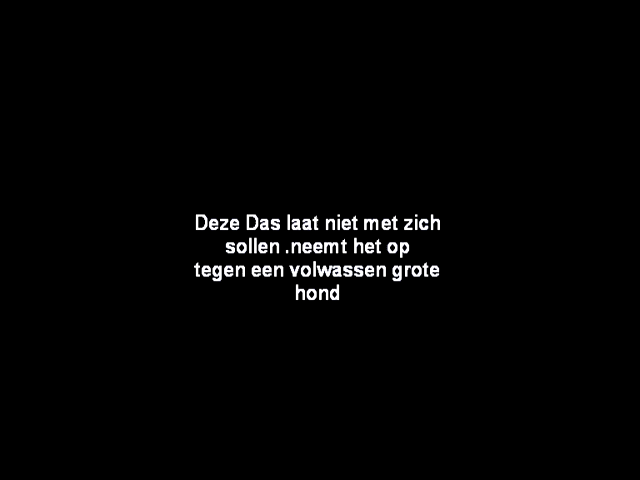 Deze Das laat niet met zich
sollen .neemt het op
tegen een volwassen grote
hond